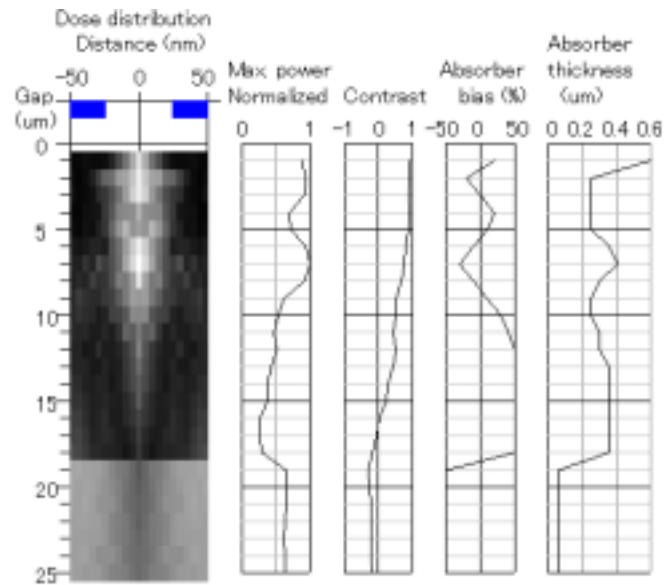 Dose distribution
Distance (nm)
-50 0 50
Gap
(um)
0
5
10
15
20
25
Max power
Normalized
0 1
Contrast
-1 0 1
Absorber
bias (%)
-50 0 50
Absorber
thickness
(um)
0 0.2 0.4 0.6